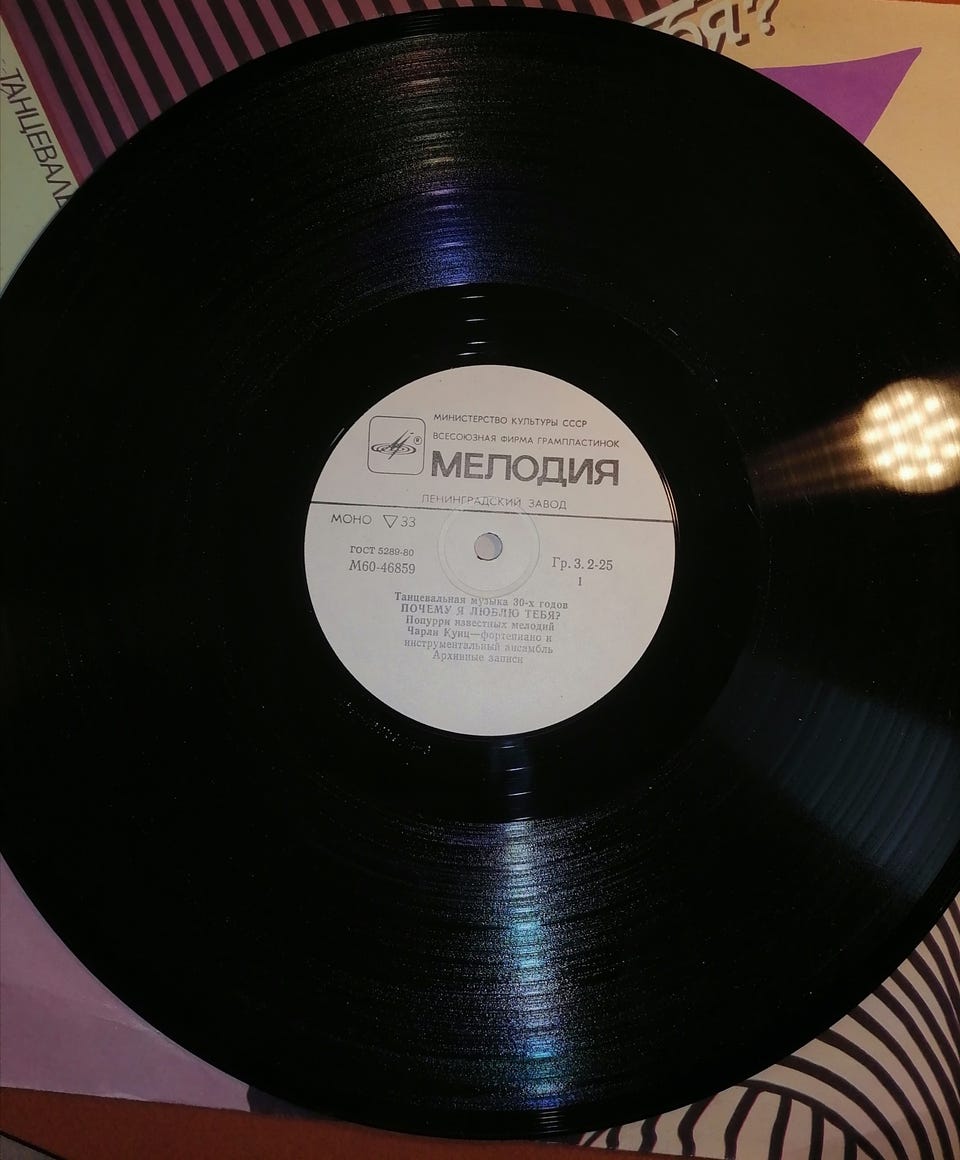 ТАНЦЕВАЛ
МИНИСТЕРСТВО КУЛЬТУРЫ СССР
ВСЕСОЮЗНАЯ ФИРМА ГРАМПЛАСТИНОК
®
МЕЛОДИЯ
ЛЕНИНГРАДСКИЙ ЗАВОД
МОНО ▽ 33
ГОСТ 5289-80
М60-46859
Гр. 3. 2-25
1
Танцевальная музыка 30-х годов
ПОЧЕМУ Я ЛЮБЛЮ ТЕБЯ?
Попурри известных мелодий
Чарли Кунц—фортепиано и
инструментальный ансамбль
Архивные записи